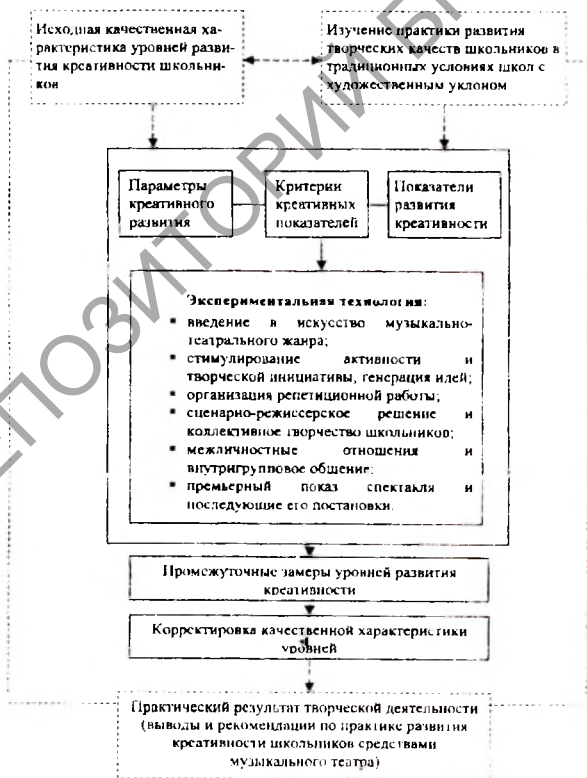 Исходная качественная ха-
рактеристика уровней разви-
тия креативности школьни-
ков
Изучение практики развития
творческих качеств школьников в
традиционных условиях школ с
художественным уклоном
Параметры
креативного
развития
Критерии
креативных
показателей
Показатели
развития
креативности
Экспериментальная технология:
▪ введение в искусство музыкально-
театрального жанра;
▪ стимулирование активности и
творческой инициативы, генерация идей;
▪ организация репетиционной работы;
▪ сценарно-режиссерское решение и
коллективное творчество школьников;
▪ межличностные отношения и
внутригрупповое общение;
▪ премьерный показ спектакля и
последующие его постановки.
Промежуточные замеры уровней развития
креативности
Корректировка качественной характеристики
уровней
Практический результат творческой деятельности
(выводы и рекомендации по практике развития
креативности школьников средствами
музыкального театра)
ПОЗИТОРИЙ Б